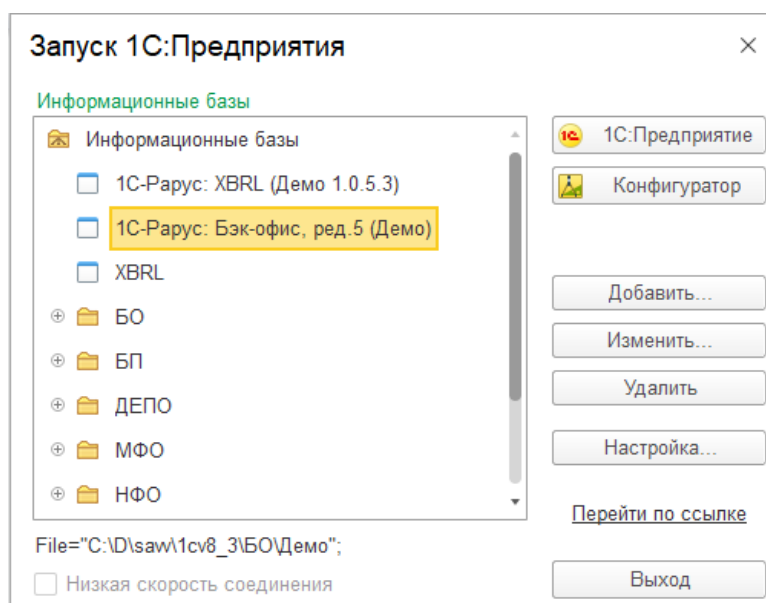 Запуск 1С:Предприятия
Информационные базы
Информационные базы
1С-Рарус: XBRL (Демо 1.0.5.3)
1С-Рарус: Бэк-офис, ред.5 (Демо)
XBRL
БО
БП
ДЕПО
МФО
НФО
File="C:\D\saw\1cv8_3\БО\Демо";
Низкая скорость соединения
1С:Предприятие
Конфигуратор
Добавить...
Изменить...
Удалить
Настройка...
Перейти по ссылке
Выход